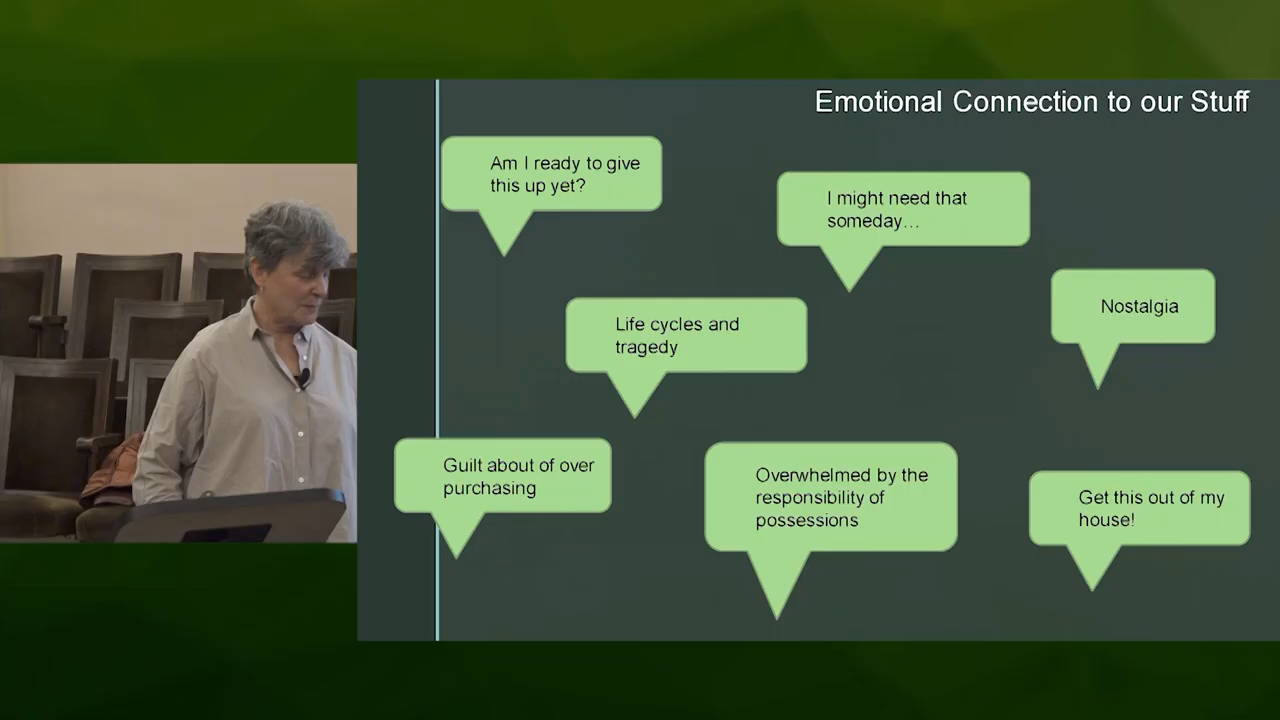 Emotional Connection to our Stuff
Am I ready to give
this up yet?
I might need that
someday…
Nostalgia
Life cycles and
tragedy
Guilt about of over
purchasing
Overwhelmed by the
responsibility of
possessions
Get this out of my
house!